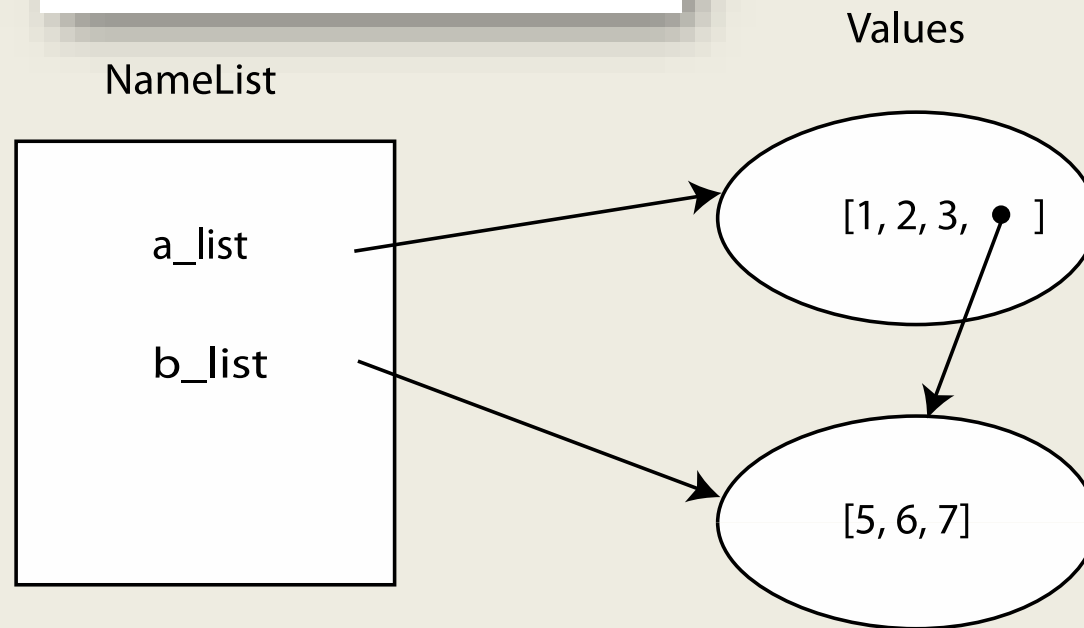 Values
NameList
a_list
[1, 2, 3, ● ]
b_list
[5, 6, 7]